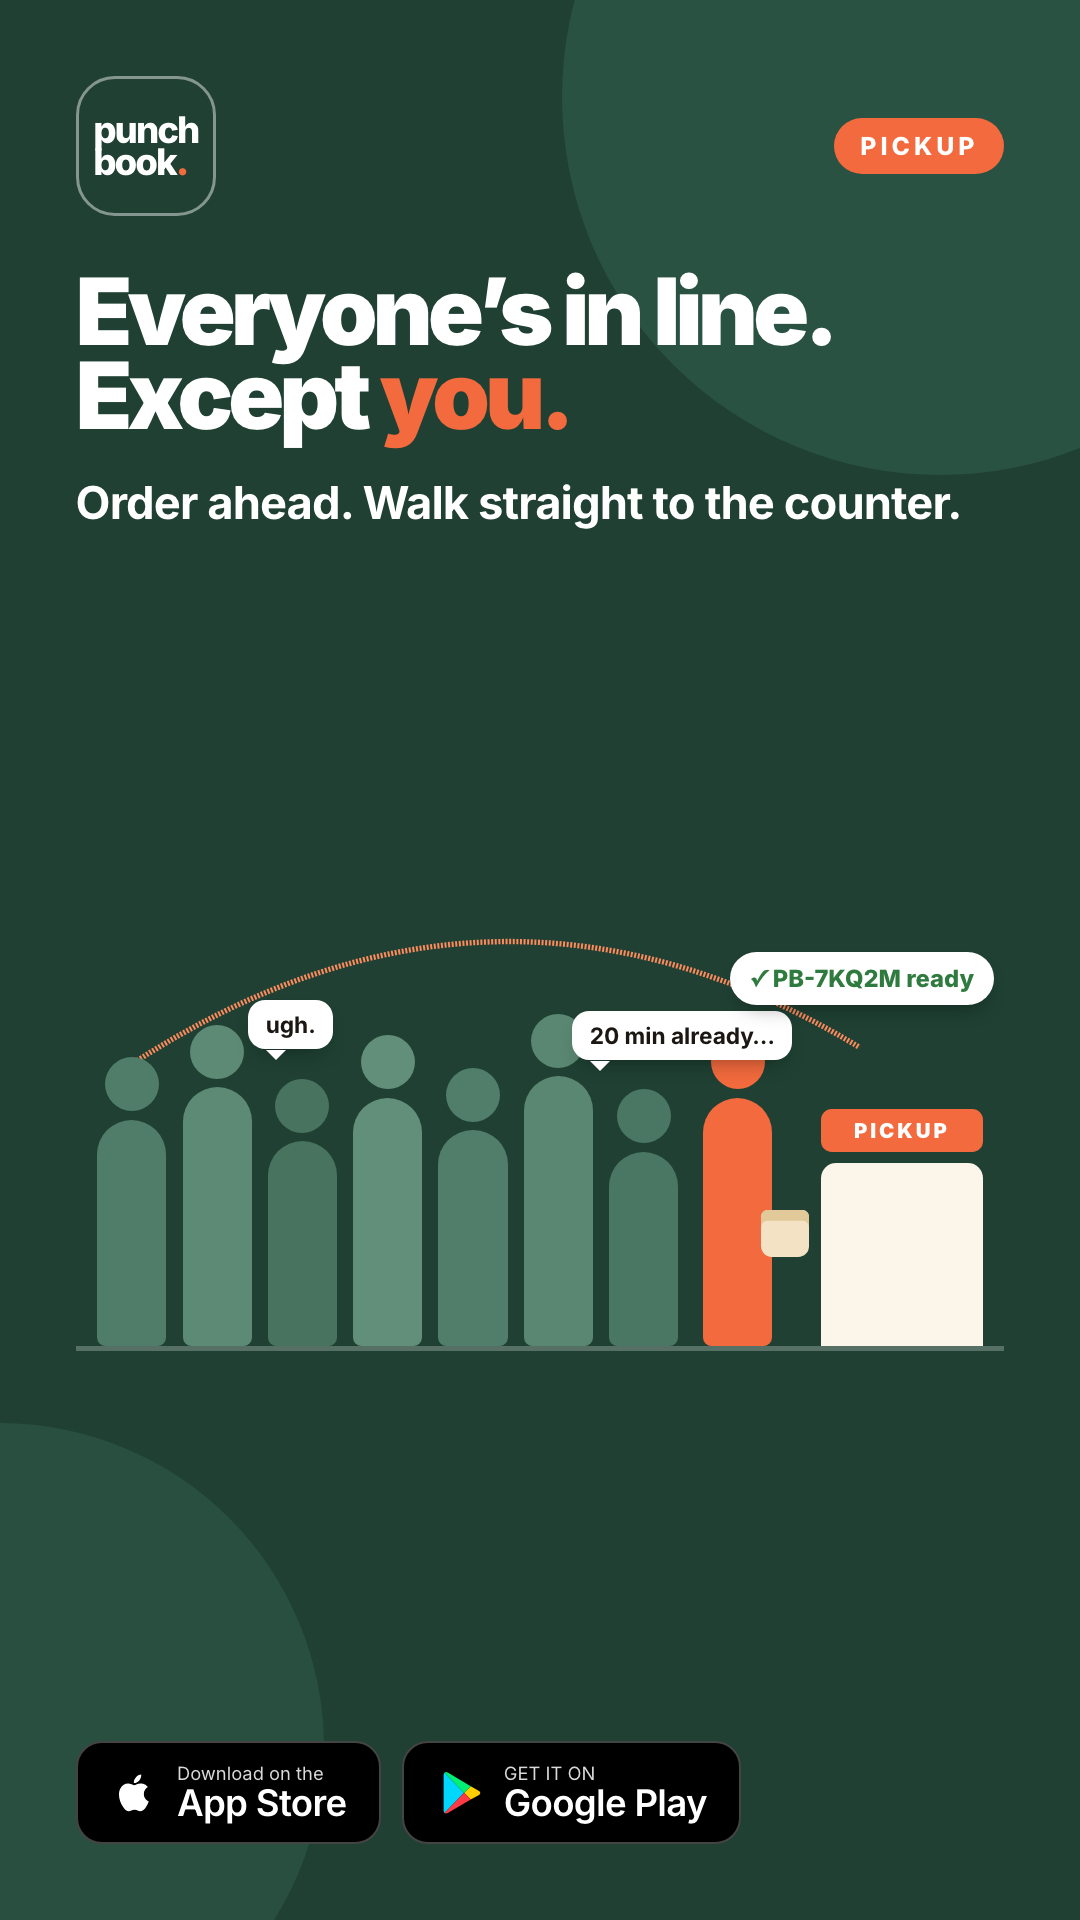 punch
book.
PICKUP
Everyone’s in line.
Except you.
Order ahead. Walk straight to the counter.
✓ PB-7KQ2M ready
ugh.
20 min already...
PICKUP
Download on the
App Store
GET IT ON
Google Play